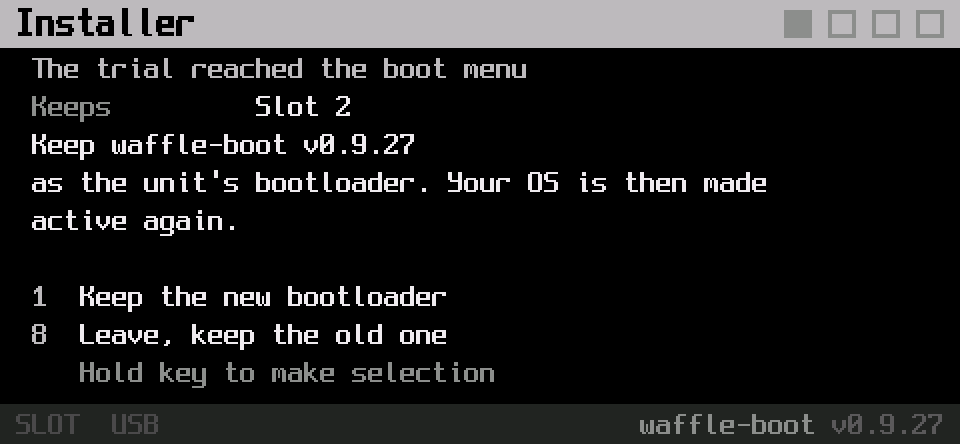 Installer
The trial reached the boot menu
Keeps Slot 2
Keep waffle-boot v0.9.27
as the unit's bootloader. Your OS is then made
active again.
1 Keep the new bootloader
8 Leave, keep the old one
Hold key to make selection
SLOT USB waffle-boot v0.9.27